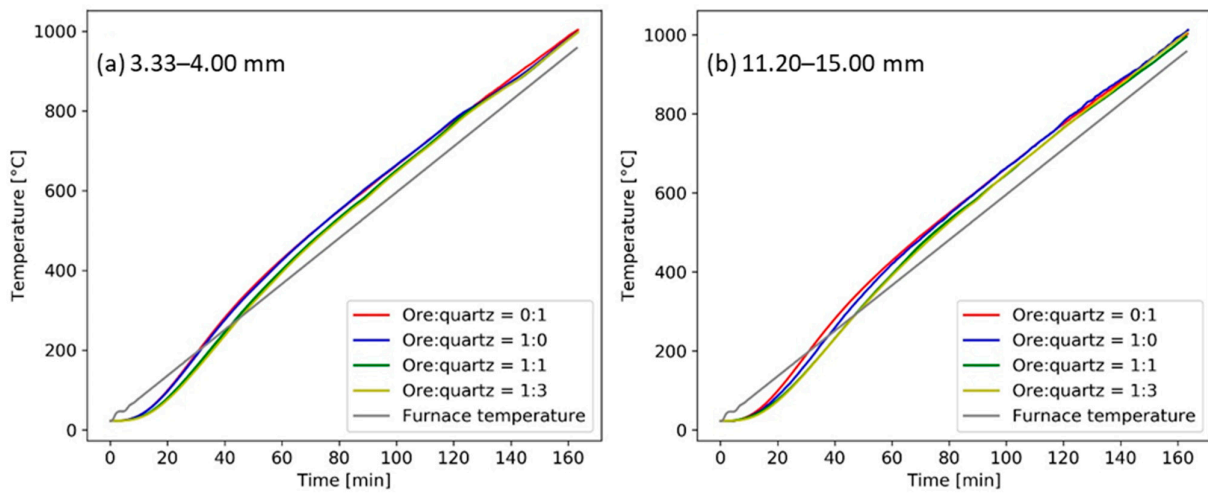 (a) 3.33–4.00 mm
Temperature [°C]
1000
800
600
400
200
0
0 20 40 60 80 100 120 140 160
Time [min]
Ore:quartz = 0:1
Ore:quartz = 1:0
Ore:quartz = 1:1
Ore:quartz = 1:3
Furnace temperature
(b) 11.20–15.00 mm
Temperature [°C]
1000
800
600
400
200
0
0 20 40 60 80 100 120 140 160
Time [min]
Ore:quartz = 0:1
Ore:quartz = 1:0
Ore:quartz = 1:1
Ore:quartz = 1:3
Furnace temperature